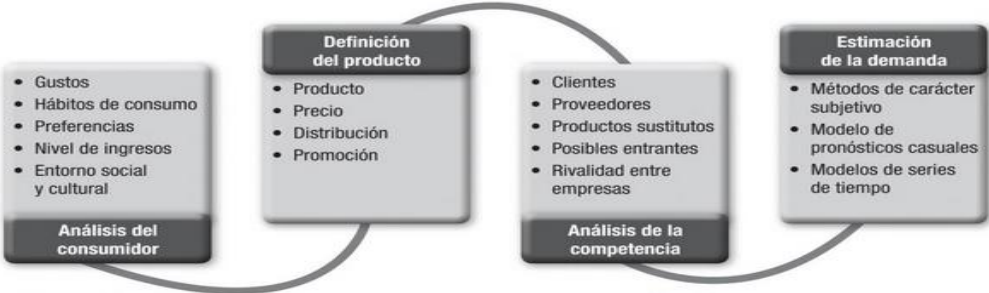 • Gustos
• Hábitos de consumo
• Preferencias
• Nivel de ingresos
• Entorno social
y cultural
Análisis del
consumidor
Definición
del producto
• Producto
• Precio
• Distribución
• Promoción
• Clientes
• Proveedores
• Productos sustitutos
• Posibles entrantes
• Rivalidad entre
empresas
Análisis de la
competencia
Estimación
de la demanda
• Métodos de carácter
subjetivo
• Modelo de
pronósticos casuales
• Modelos de series
de tiempo